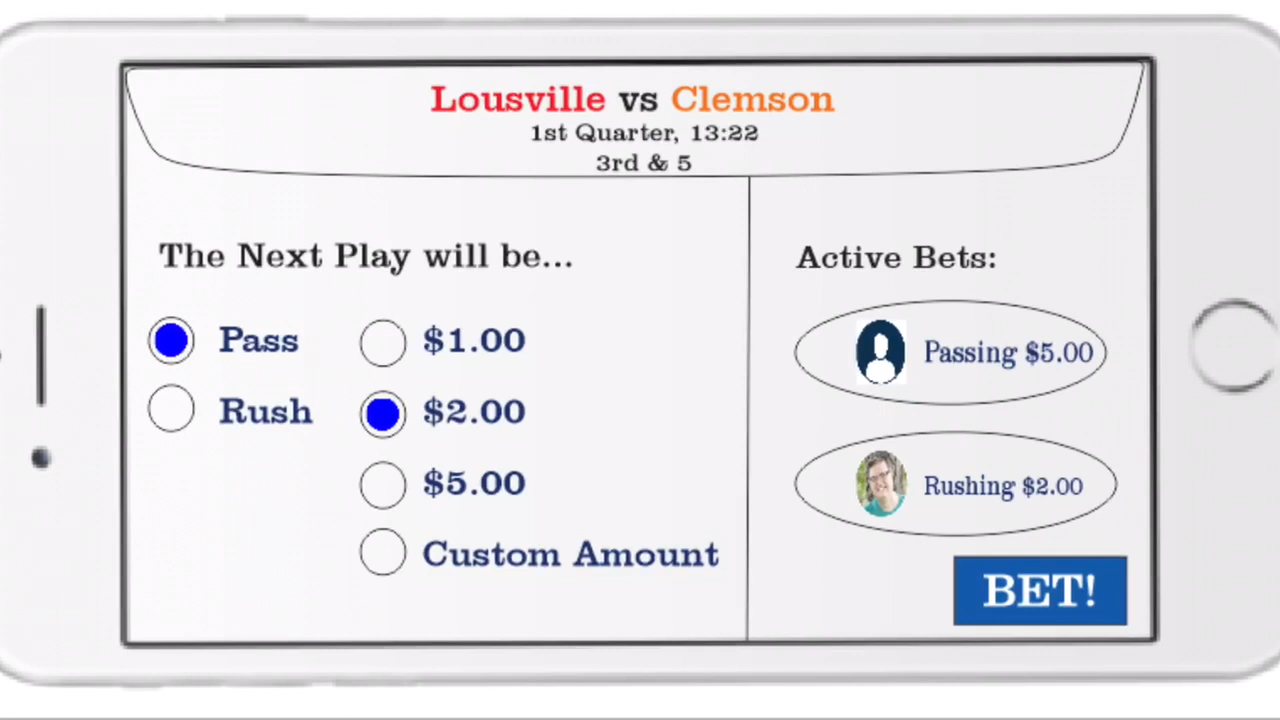 Lousville vs Clemson
1st Quarter, 13:22
3rd & 5
The Next Play will be...
Pass
Rush
$1.00
$2.00
$5.00
Custom Amount
Active Bets:
Passing $5.00
Rushing $2.00
BET!